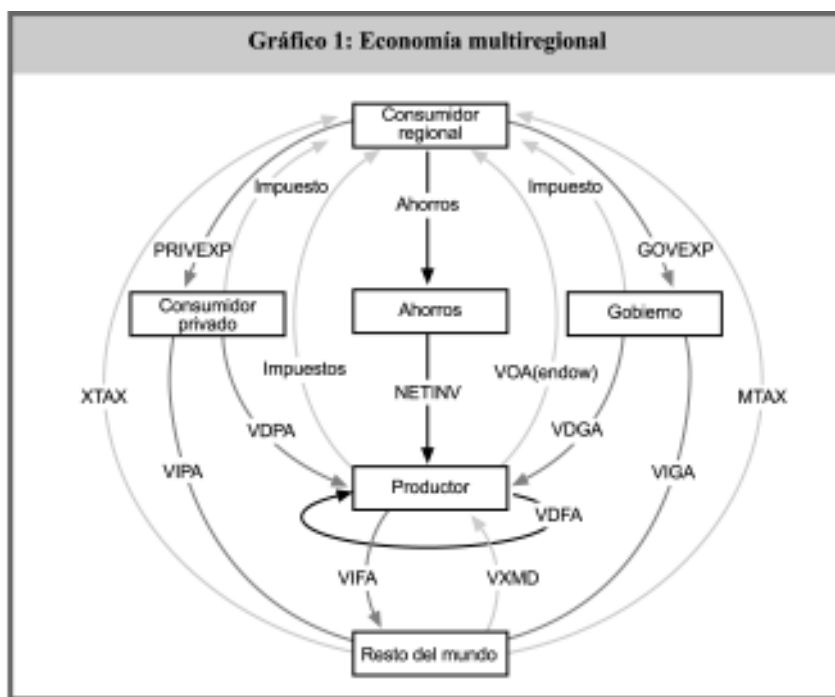 Gráfico 1: Economía multiregional
Consumidor
regional
Impuesto
Ahorros
Impuesto
PRIVEXP
GOVEXP
Consumidor
privado
Ahorros
Gobierno
Impuestos
VOA(endow)
XTAX
NETINV
MTAX
VDPA
VDGA
VIPA
VIGA
Productor
VDFA
VIFA
VXMD
Resto del mundo